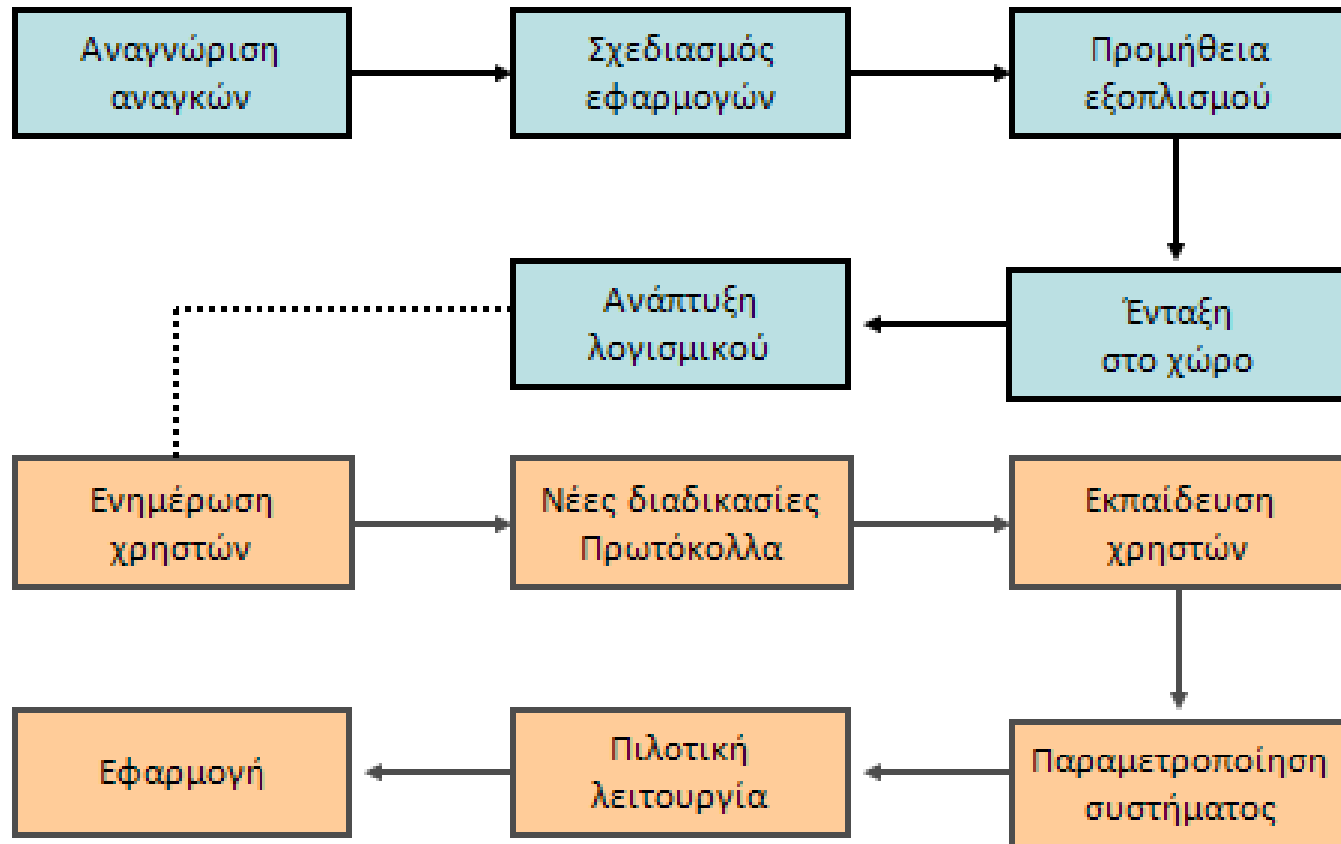 Αναγνώριση
αναγκών
Σχεδιασμός
εφαρμογών
Προμήθεια
εξοπλισμού
Ανάπτυξη
λογισμικού
Ένταξη
στο χώρο
Ενημέρωση
χρηστών
Νέες διαδικασίες
Πρωτόκολλα
Εκπαίδευση
χρηστών
Εφαρμογή
Πιλοτική
λειτουργία
Παραμετροποίηση
συστήματος